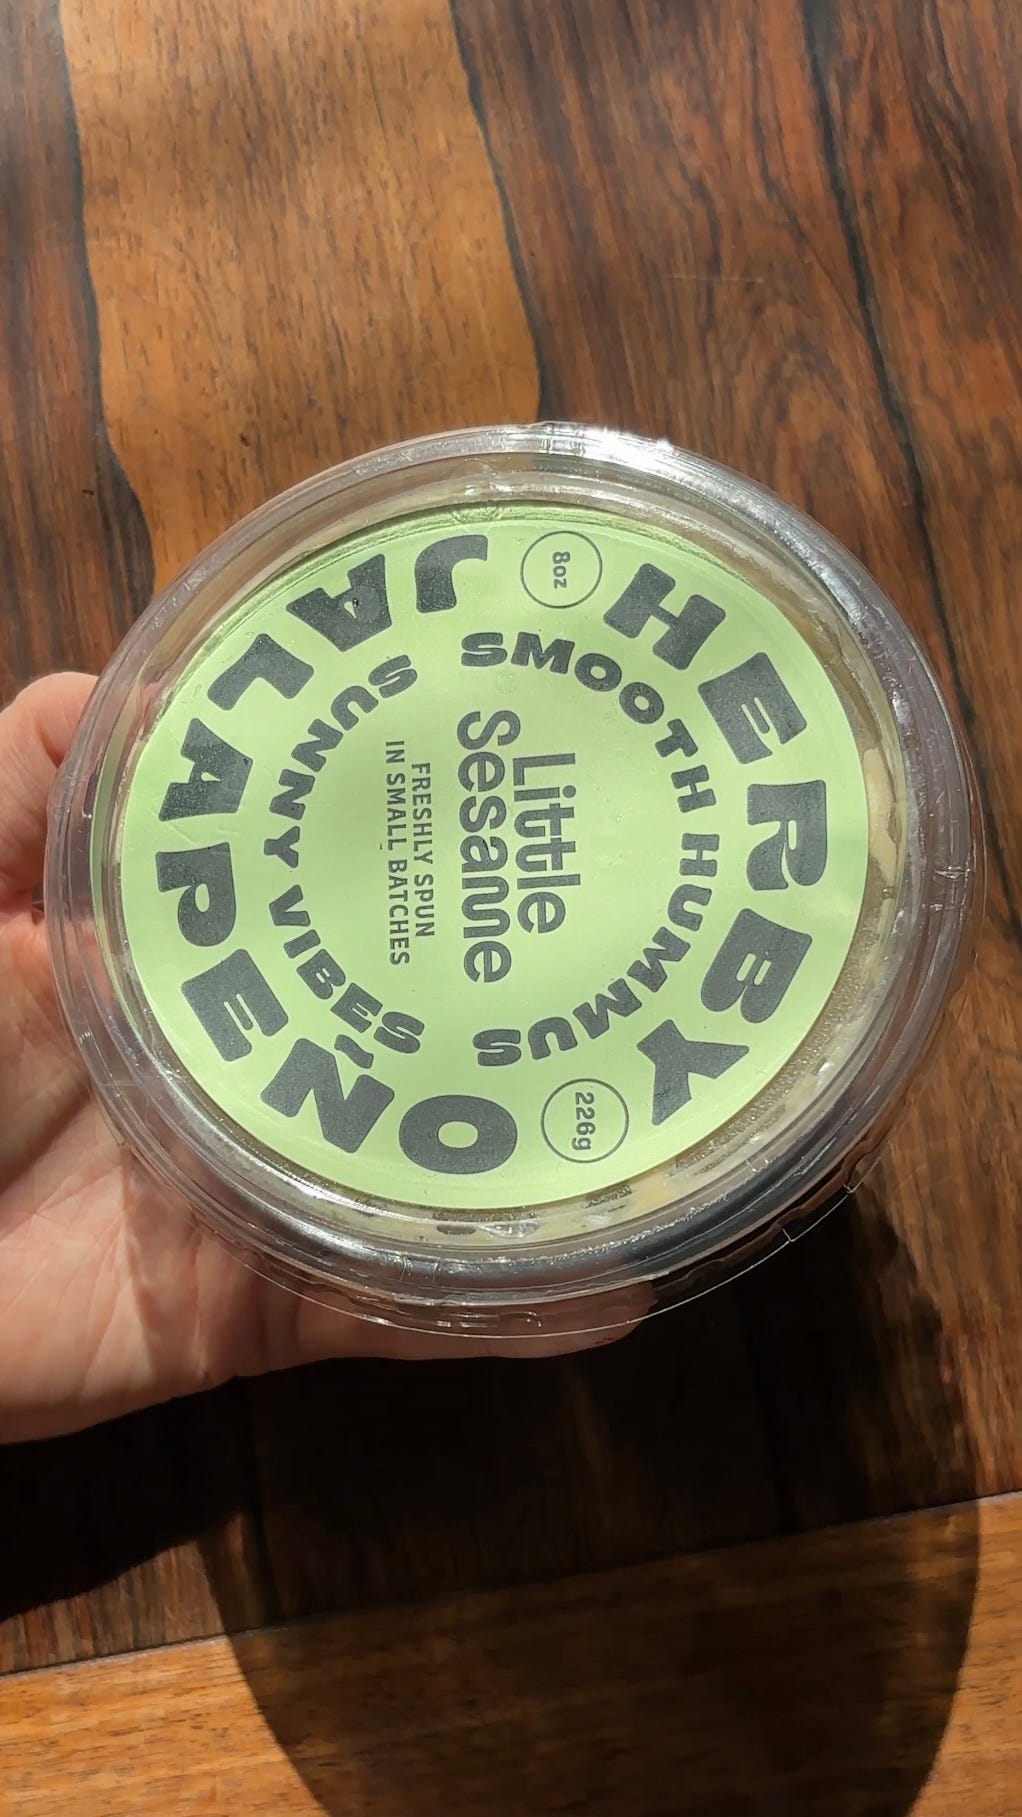 HERBY
JALAPEÑO
8oz
226g
SMOOTH HUMMUS
SUNNY VIBES
Little
Sesame
FRESHLY SPUN
IN SMALL BATCHES